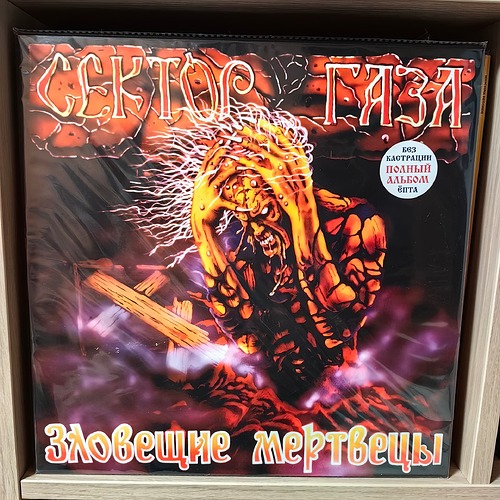 СЕКТОР ГАЗА
БЕЗ
КАСТРАЦИИ
ПОЛНЫЙ
АЛЬБОМ
ЁПТА
Зловещие мертвецы